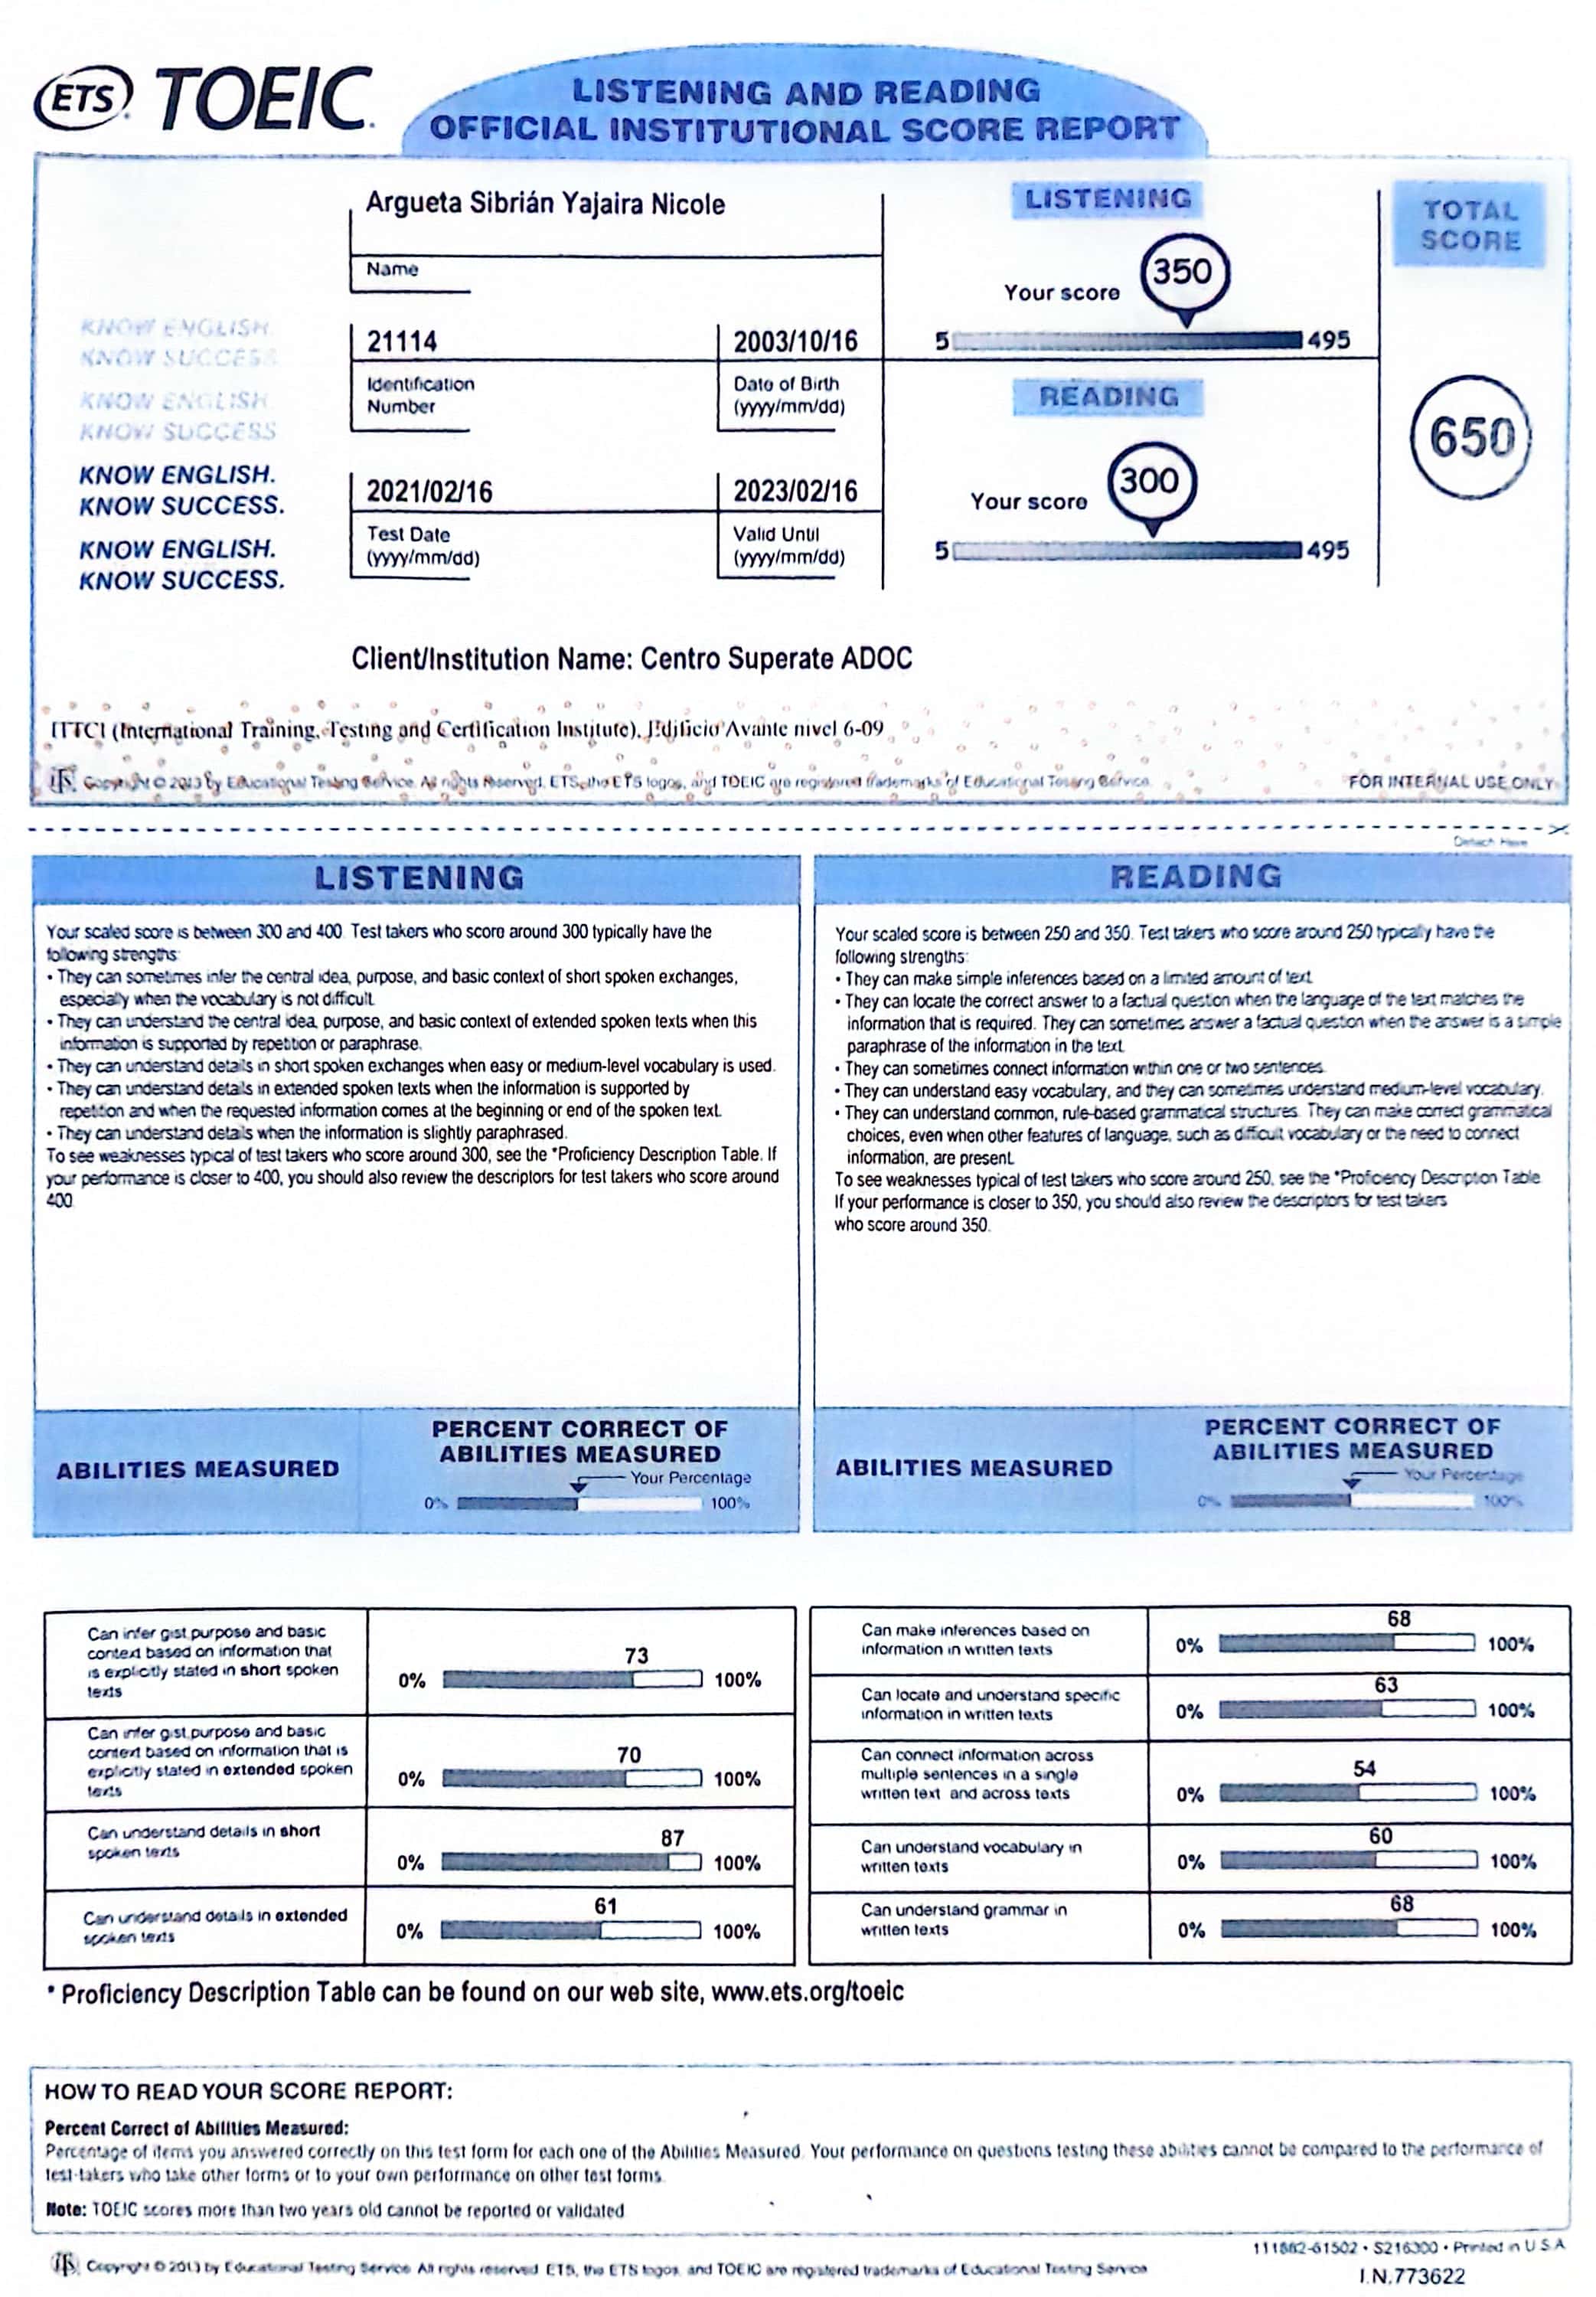 ETS TOEIC.
LISTENING AND READING
OFFICIAL INSTITUTIONAL SCORE REPORT
Argueta Sibrián Yajaira Nicole
Name
KNOW ENGLISH.
KNOW SUCCESS.
KNOW ENGLISH.
KNOW SUCCESS
KNOW ENGLISH.
KNOW SUCCESS.
KNOW ENGLISH.
KNOW SUCCESS.
21114
Identification
Number
2003/10/16
Date of Birth
(yyyy/mm/dd)
2021/02/16
Test Date
(yyyy/mm/dd)
2023/02/16
Valid Until
(yyyy/mm/dd)
LISTENING
Your score
350
5 495
READING
Your score
300
5 495
TOTAL
SCORE
650
Client/Institution Name: Centro Superate ADOC
ITTCI (International Training, Testing and Certification Institute), Edificio Avante nivel 6-09
Copyright © 2013 by Educational Testing Service. All rights reserved. ETS, the ETS logos, and TOEIC are registered trademarks of Educational Testing Service.
FOR INTERNAL USE ONLY
Detach Here
LISTENING
Your scaled score is between 300 and 400. Test takers who score around 300 typically have the
following strengths:
• They can sometimes infer the central idea, purpose, and basic context of short spoken exchanges,
especially when the vocabulary is not difficult.
• They can understand the central idea, purpose, and basic context of extended spoken texts when this
information is supported by repetition or paraphrase.
• They can understand details in short spoken exchanges when easy or medium-level vocabulary is used.
• They can understand details in extended spoken texts when the information is supported by
repetition and when the requested information comes at the beginning or end of the spoken text.
• They can understand details when the information is slightly paraphrased.
To see weaknesses typical of test takers who score around 300, see the *Proficiency Description Table. If
your performance is closer to 400, you should also review the descriptors for test takers who score around
400
READING
Your scaled score is between 250 and 350. Test takers who score around 250 typically have the
following strengths:
• They can make simple inferences based on a limited amount of text.
• They can locate the correct answer to a factual question when the language of the text matches the
information that is required. They can sometimes answer a factual question when the answer is a simple
paraphrase of the information in the text.
• They can sometimes connect information within one or two sentences.
• They can understand easy vocabulary, and they can sometimes understand medium-level vocabulary.
• They can understand common, rule-based grammatical structures. They can make correct grammatical
choices, even when other features of language, such as difficult vocabulary or the need to connect
information, are present.
To see weaknesses typical of test takers who score around 250, see the *Proficiency Description Table
If your performance is closer to 350, you should also review the descriptors for test takers
who score around 350.
ABILITIES MEASURED
PERCENT CORRECT OF
ABILITIES MEASURED
Your Percentage
0% 100%
ABILITIES MEASURED
PERCENT CORRECT OF
ABILITIES MEASURED
Your Percentage
0% 100%
Can infer gist,purpose and basic
context based on information that
is explicitly stated in short spoken
texts
73
0% 100%
Can infer gist,purpose and basic
context based on information that is
explicitly stated in extended spoken
texts
70
0% 100%
Can understand details in short
spoken texts
87
0% 100%
Can understand details in extended
spoken texts
61
0% 100%
Can make inferences based on
information in written texts
68
0% 100%
Can locate and understand specific
information in written texts
63
0% 100%
Can connect information across
multiple sentences in a single
written text and across texts
54
0% 100%
Can understand vocabulary in
written texts
60
0% 100%
Can understand grammar in
written texts
68
0% 100%
* Proficiency Description Table can be found on our web site, www.ets.org/toeic
HOW TO READ YOUR SCORE REPORT:
Percent Correct of Abilities Measured:
Percentage of items you answered correctly on this test form for each one of the Abilities Measured. Your performance on questions testing these abilities cannot be compared to the performance of
test-takers who take other forms or to your own performance on other test forms.
Note: TOEIC scores more than two years old cannot be reported or validated
Copyright © 2013 by Educational Testing Service. All rights reserved. ETS, the ETS logos, and TOEIC are registered trademarks of Educational Testing Service
111882-61502 • S216300 • Printed in U.S.A
I.N.773622